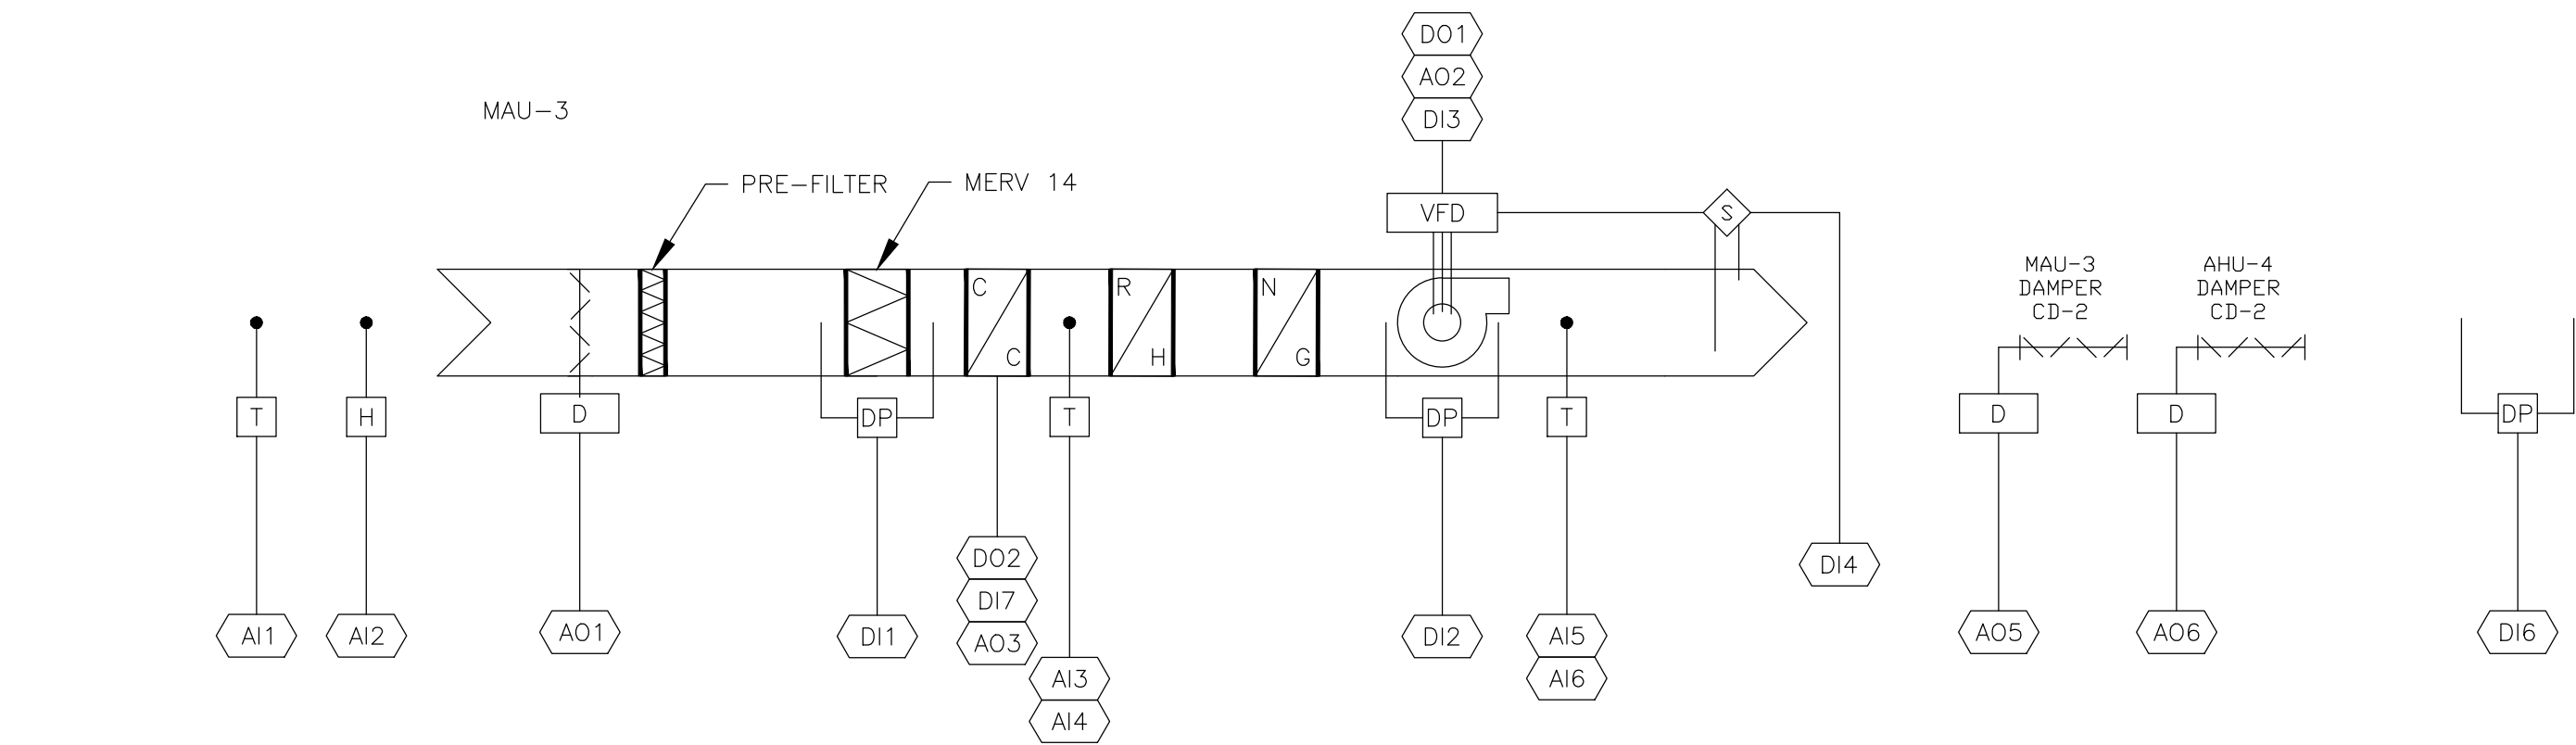 DO1
AO2
DI3
MAU-3
PRE-FILTER
MERV 14
VFD
S
C
C
R
H
N
G
MAU-3
DAMPER
CD-2
AHU-4
DAMPER
CD-2
T
H
D
DP
T
DP
T
D
D
DP
DO2
DI7
AO3
DI4
AI1
AI2
AO1
DI1
AI3
AI4
DI2
AI5
AI6
AO5
AO6
DI6